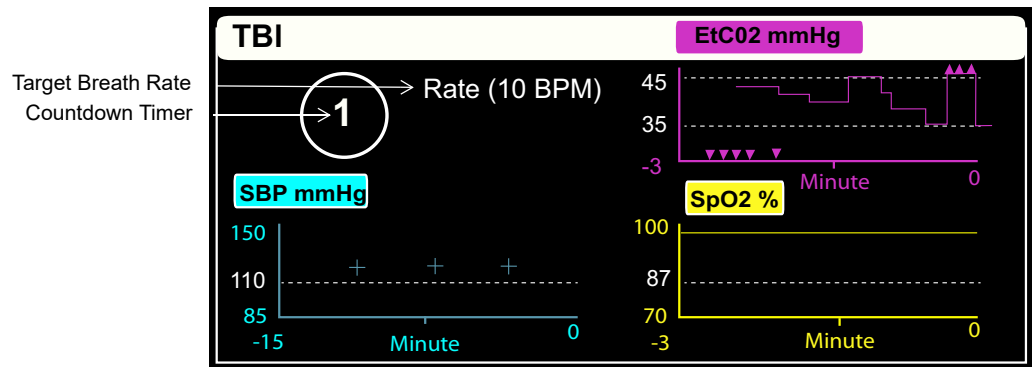 TBI
EtC02 mmHg
Target Breath Rate
Countdown Timer
Rate (10 BPM)
1
45
35
-3
Minute
0
SBP mmHg
150
110
85
-15
Minute
0
SpO2 %
100
87
70
-3
Minute
0